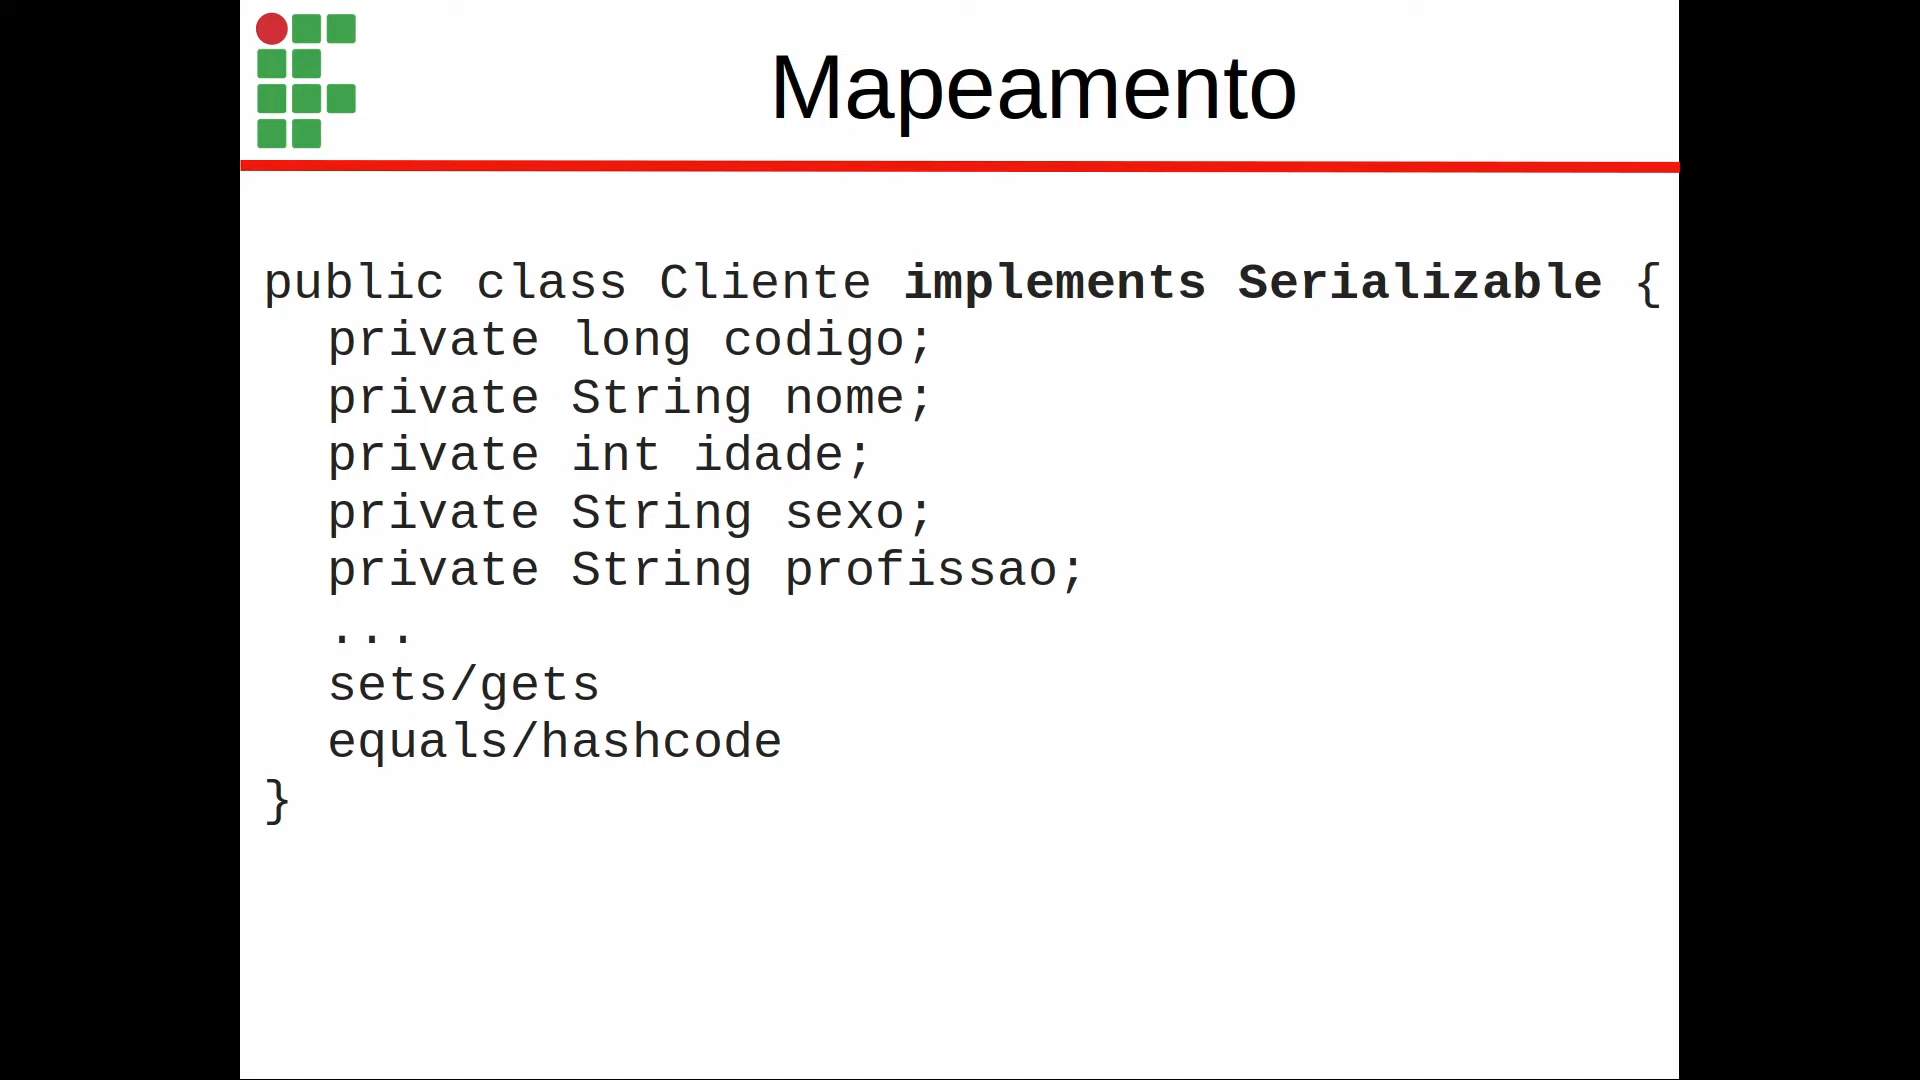 Mapeamento
public class Cliente implements Serializable {
private long codigo;
private String nome;
private int idade;
private String sexo;
private String profissao;
...
sets/gets
equals/hashcode
}